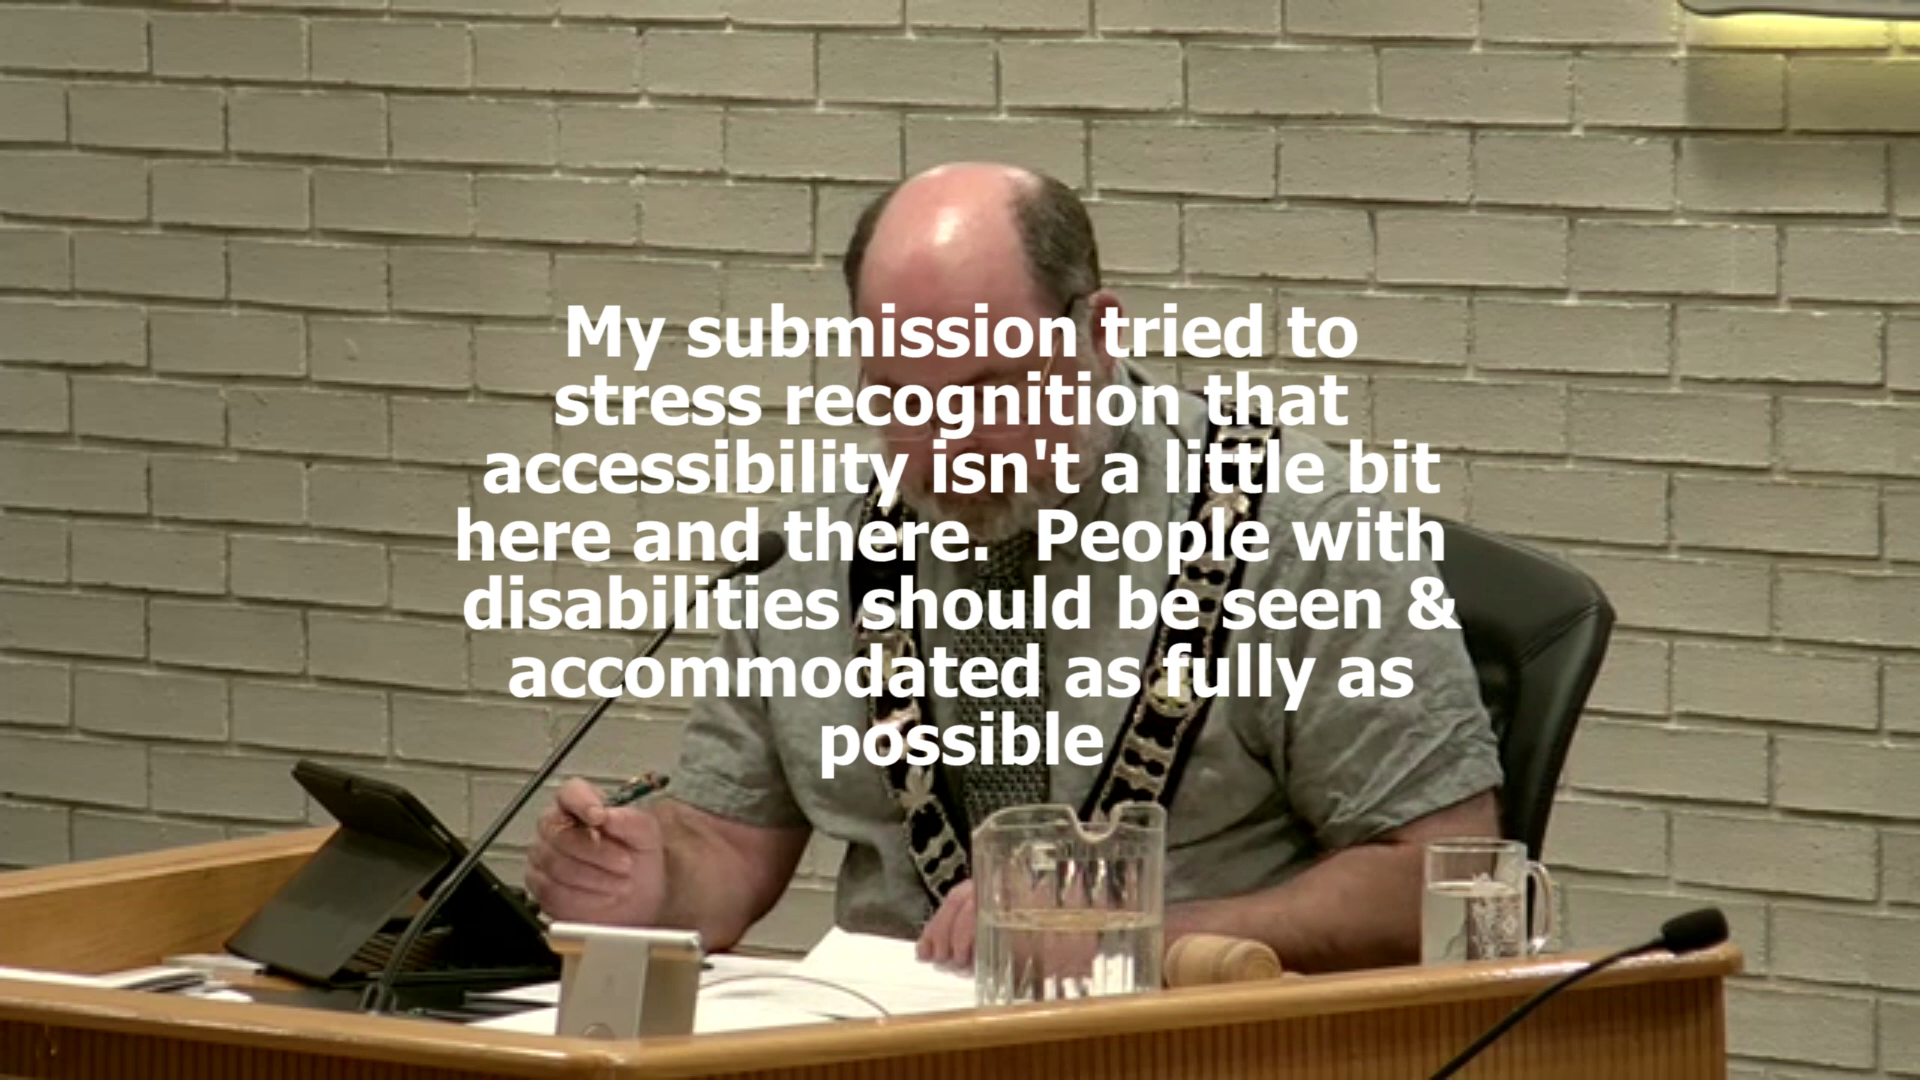 My submission tried to
stress recognition that
accessibility isn't a little bit
here and there.  People with
disabilities should be seen &
accommodated as fully as
possible